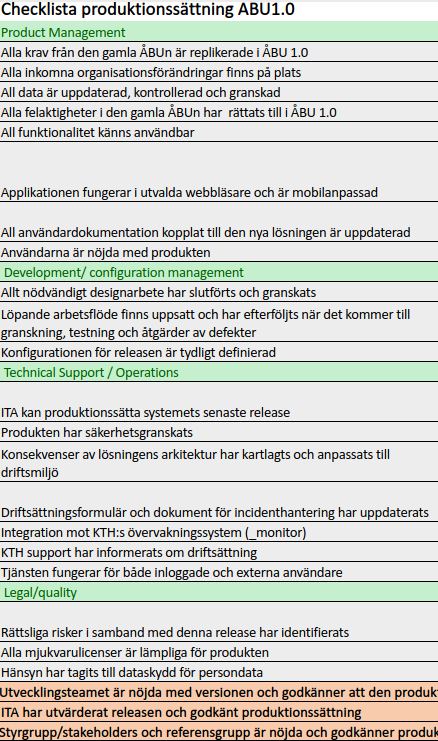 Checklista produktionssättning ABU1.0
Product Management
Alla krav från den gamla ÅBUn är replikerade i ÅBU 1.0
Alla inkomna organisationsförändringar finns på plats
All data är uppdaterad, kontrollerad och granskad
Alla felaktigheter i den gamla ÅBUn har rättats till i ÅBU 1.0
All funktionalitet känns användbar
Applikationen fungerar i utvalda webbläsare och är mobilanpassad
All användardokumentation kopplat till den nya lösningen är uppdaterad
Användarna är nöjda med produkten
Development/ configuration management
Allt nödvändigt designarbete har slutförts och granskats
Löpande arbetsflöde finns uppsatt och har efterföljts när det kommer till
granskning, testning och åtgärder av defekter
Konfigurationen för releasen är tydligt definierad
Technical Support / Operations
ITA kan produktionssätta systemets senaste release
Produkten har säkerhetsgranskats
Konsekvenser av lösningens arkitektur har kartlagts och anpassats till
driftsmiljö
Driftsättningformulär och dokument för incidenthantering har uppdaterats
Integration mot KTH:s övervakningssystem (_monitor)
KTH support har informerats om driftsättning
Tjänsten fungerar för både inloggade och externa användare
Legal/quality
Rättsliga risker i samband med denna release har identifierats
Alla mjukvarulicenser är lämpliga för produkten
Hänsyn har tagits till dataskydd för persondata
Utvecklingsteamet är nöjda med versionen och godkänner att den produkt
ITA har utvärderat releasen och godkänt produktionssättning
Styrgrupp/stakeholders och referensgrupp är nöjda och godkänner produk